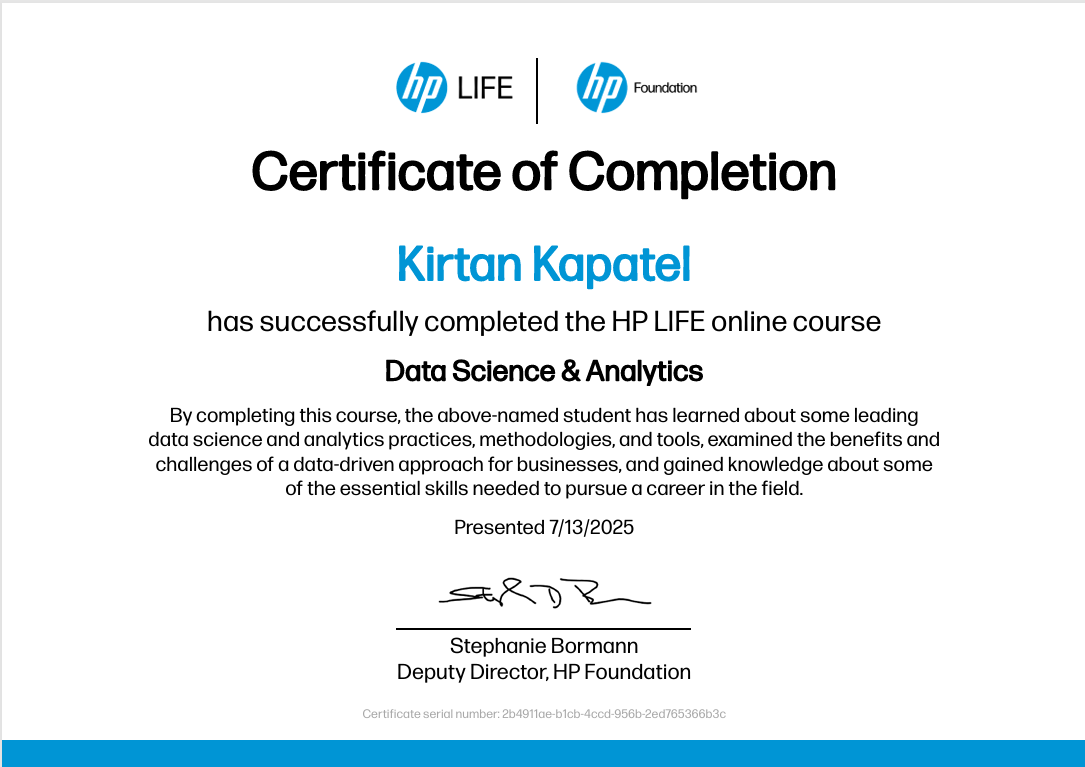 hp LIFE hp Foundation
Certificate of Completion
Kirtan Kapatel
has successfully completed the HP LIFE online course
Data Science & Analytics
By completing this course, the above-named student has learned about some leading
data science and analytics practices, methodologies, and tools, examined the benefits and
challenges of a data-driven approach for businesses, and gained knowledge about some
of the essential skills needed to pursue a career in the field.
Presented 7/13/2025
Stephanie Bormann
Deputy Director, HP Foundation
Certificate serial number: 2b4911ae-b1cb-4ccd-956b-2ed765366b3c